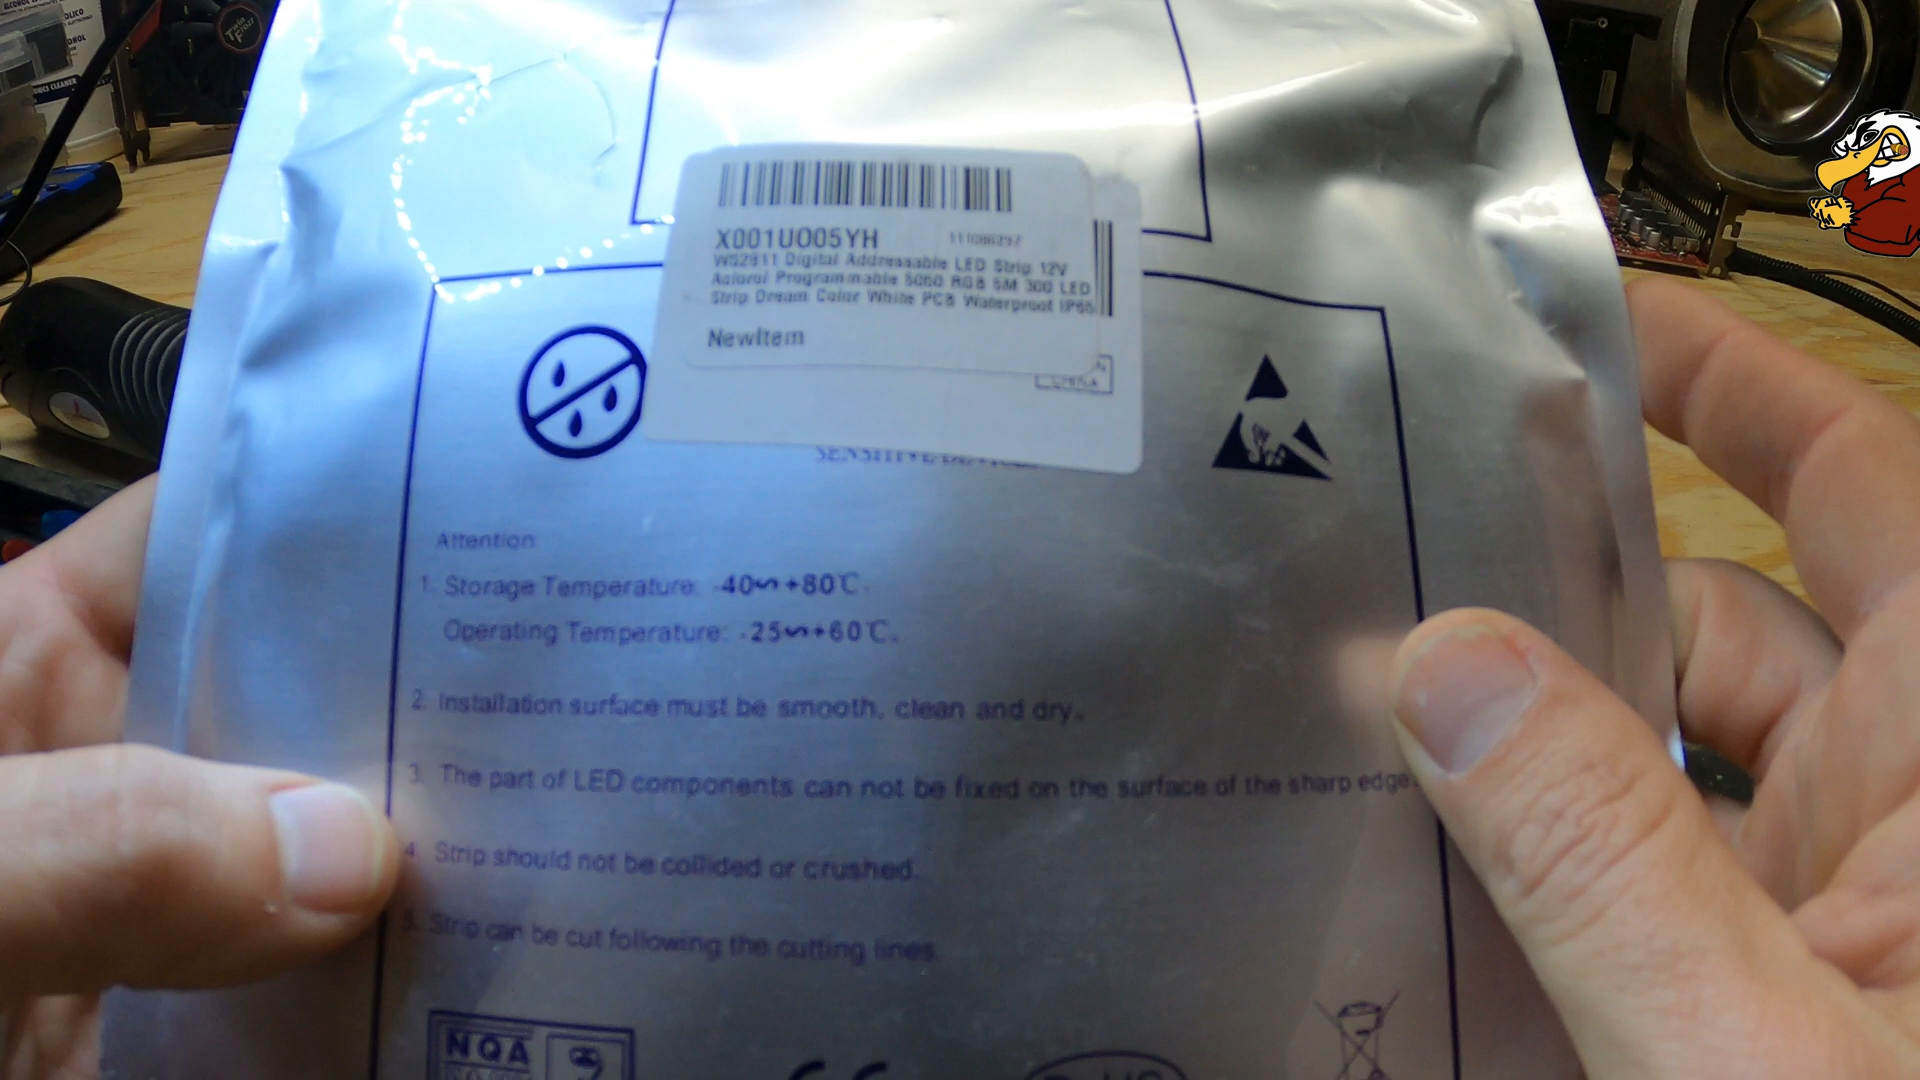 X001UO05YH
WS2811 Digital Addressable LED Strip 12V
Programmable 5050 RGB 5M 300 LED
Strip Dream Color White PCB Waterproof IP65
NewItem
CHINA
SENSITIVE
Attention
1. Storage Temperature: -40~+80℃.
Operating Temperature: -25~+60℃.
2. Installation surface must be smooth, clean and dry.
3. The part of LED components can not be fixed on the surface of the sharp edge.
4. Strip should not be collided or crushed.
5. Strip can be cut following the cutting lines.
NQA
CE